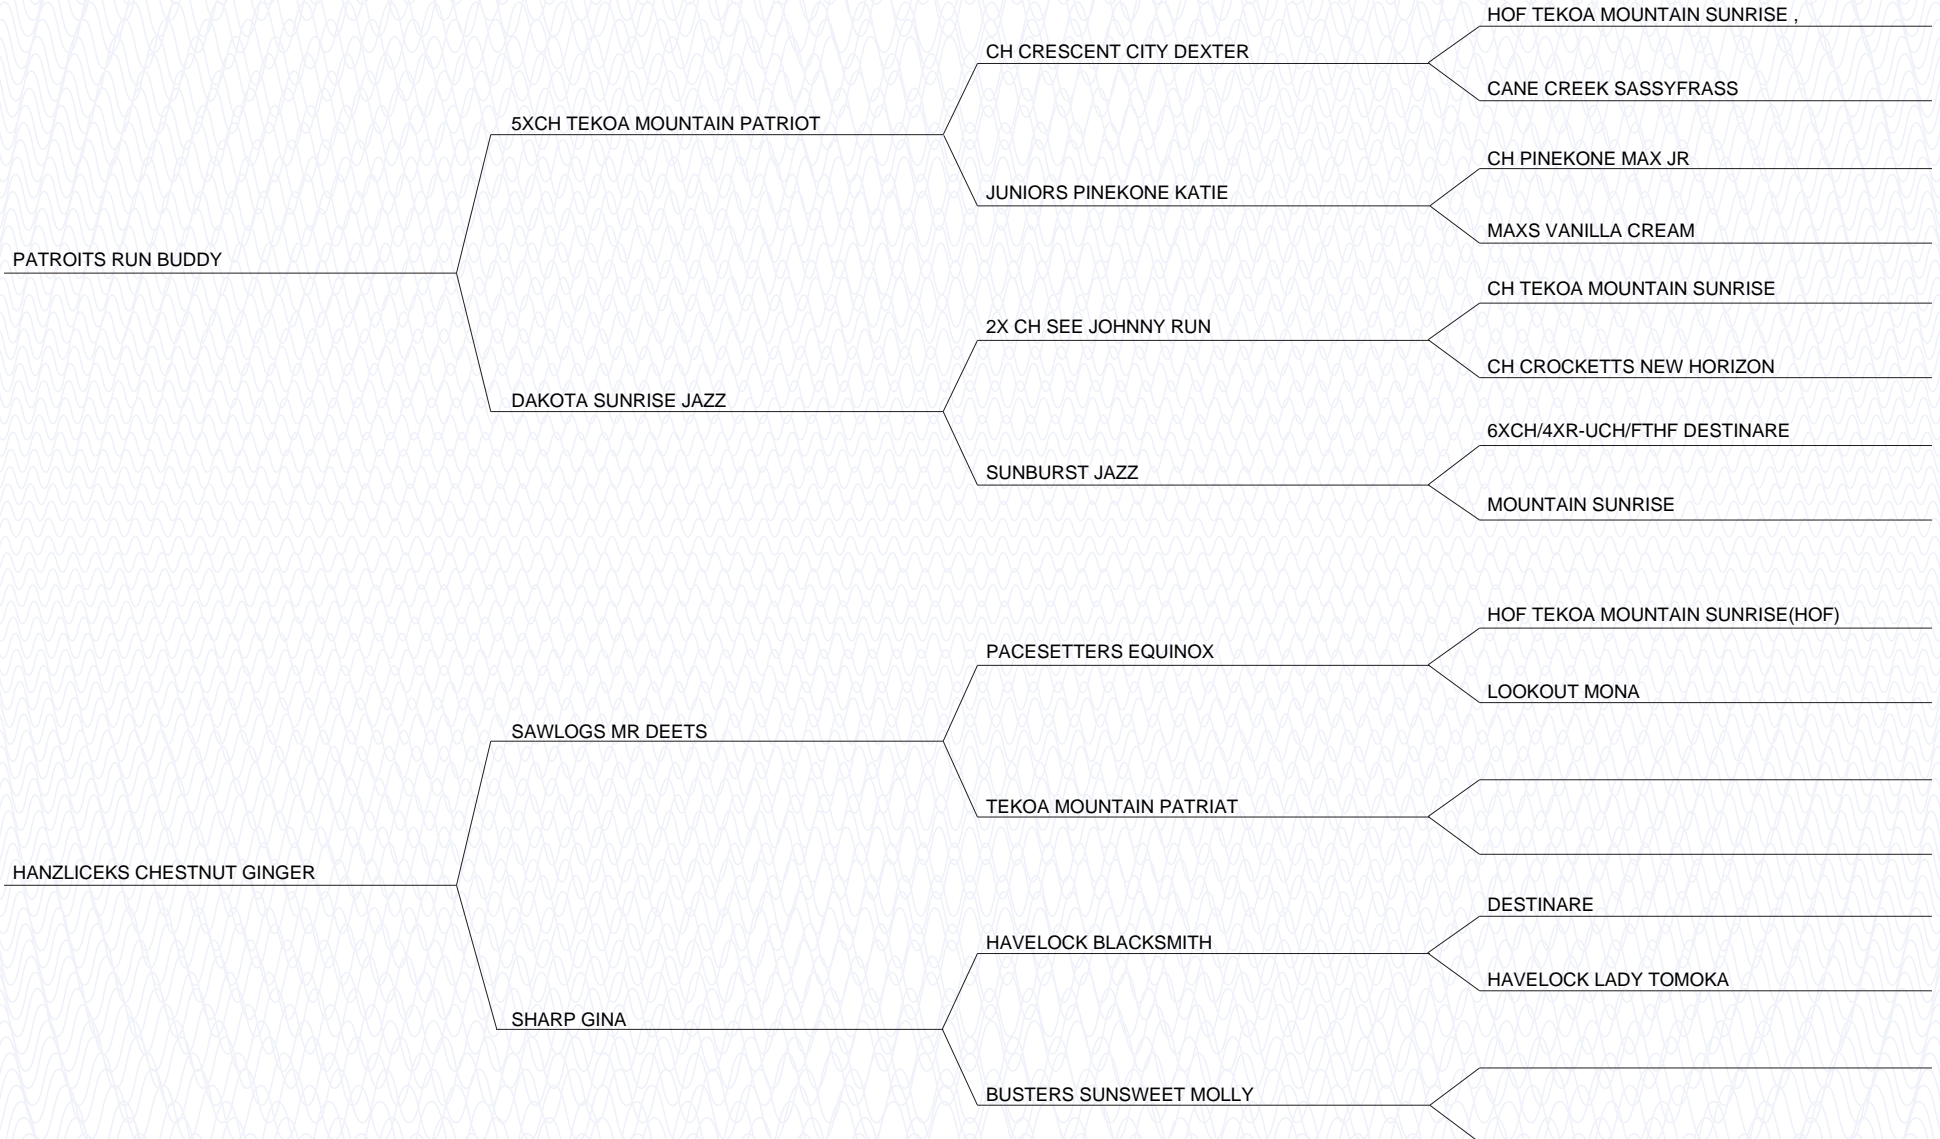 HOF TEKOA MOUNTAIN SUNRISE ,
CH CRESCENT CITY DEXTER
CANE CREEK SASSYFRASS
5XCH TEKOA MOUNTAIN PATRIOT
CH PINEKONE MAX JR
JUNIORS PINEKONE KATIE
MAXS VANILLA CREAM
PATROITS RUN BUDDY
CH TEKOA MOUNTAIN SUNRISE
2X CH SEE JOHNNY RUN
CH CROCKETTS NEW HORIZON
DAKOTA SUNRISE JAZZ
6XCH/4XR-UCH/FTHF DESTINARE
SUNBURST JAZZ
MOUNTAIN SUNRISE
HOF TEKOA MOUNTAIN SUNRISE(HOF)
PACESETTERS EQUINOX
LOOKOUT MONA
SAWLOGS MR DEETS
TEKOA MOUNTAIN PATRIAT
HANZLICEKS CHESTNUT GINGER
DESTINARE
HAVELOCK BLACKSMITH
HAVELOCK LADY TOMOKA
SHARP GINA
BUSTERS SUNSWEET MOLLY